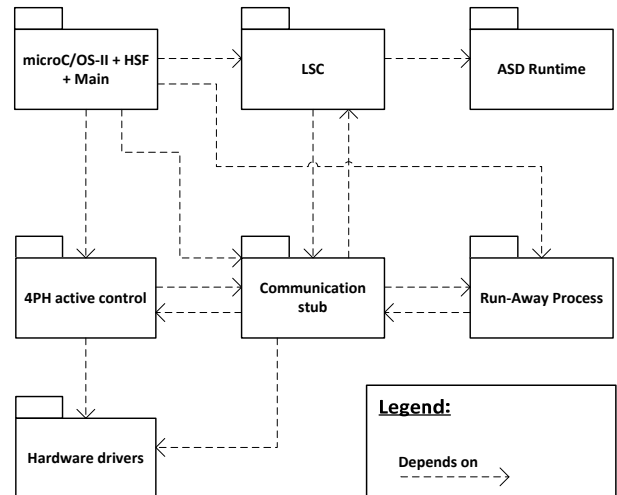 microC/OS-II + HSF
+ Main
LSC
ASD Runtime
4PH active control
Communication
stub
Run-Away Process
Hardware drivers
Legend:
Depends on